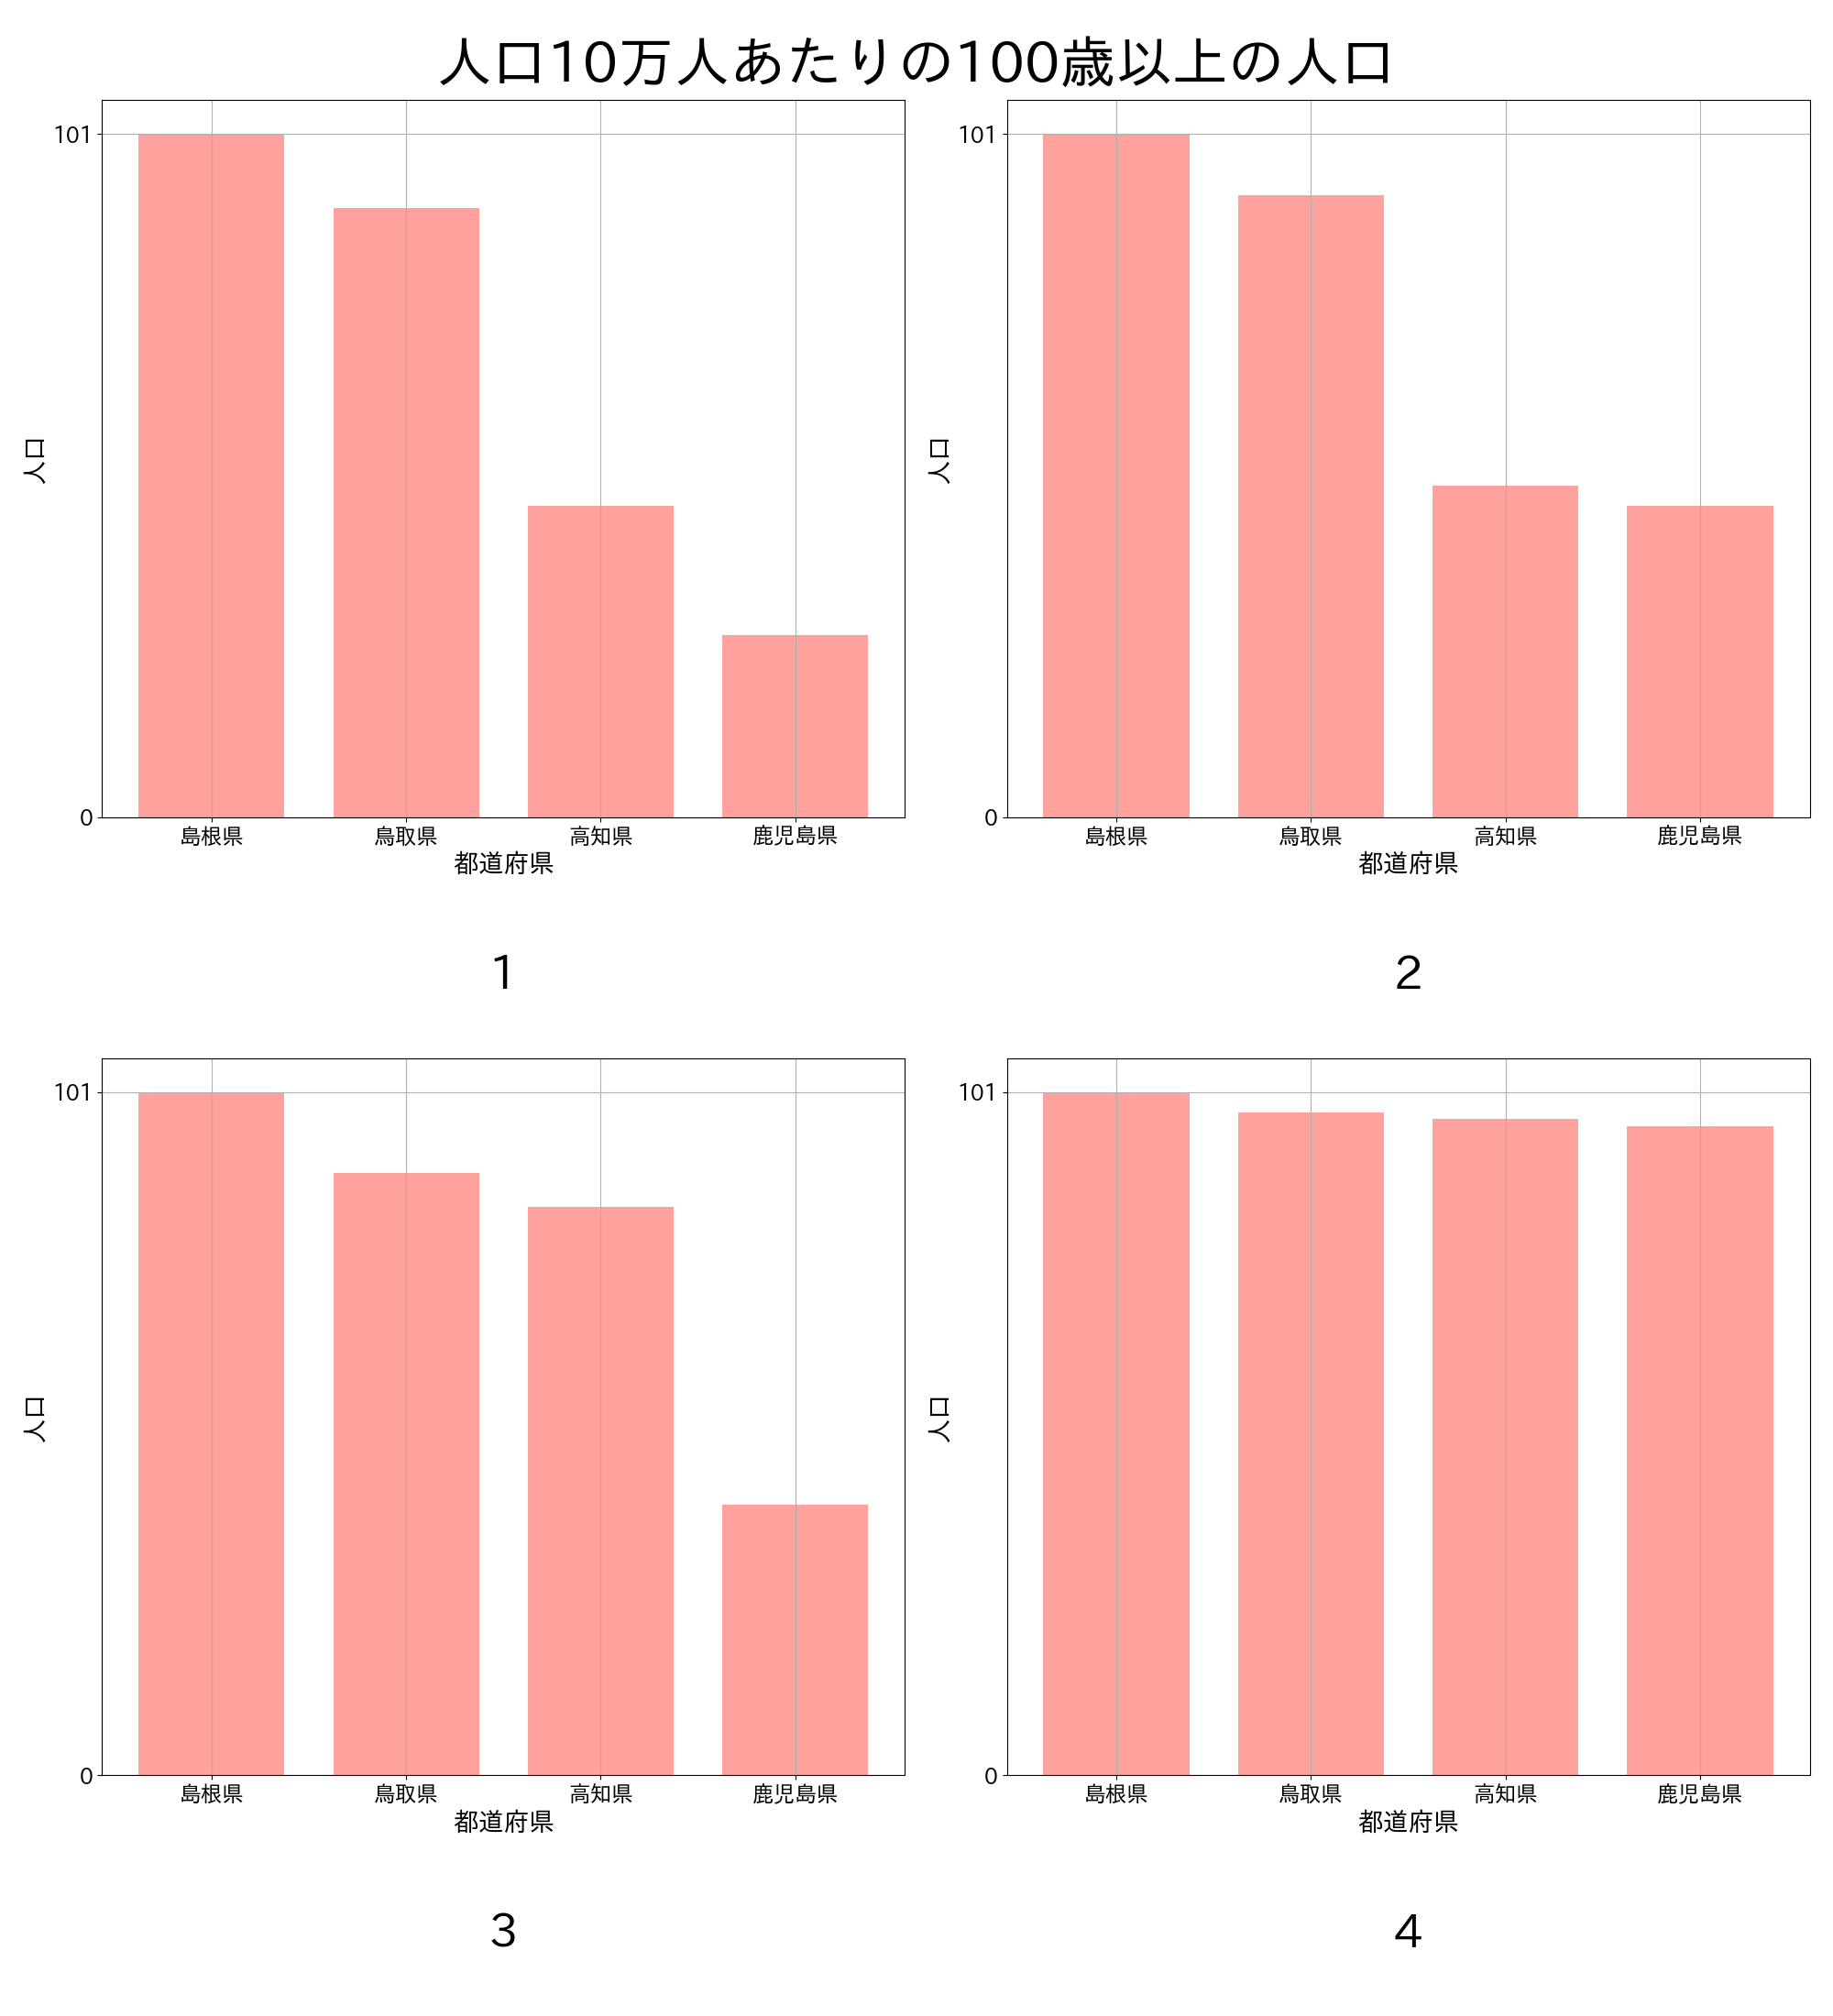 人口10万人あたりの100歳以上の人口
101
0
人口
島根県 鳥取県 高知県 鹿児島県
都道府県
1
101
0
人口
島根県 鳥取県 高知県 鹿児島県
都道府県
2
101
0
人口
島根県 鳥取県 高知県 鹿児島県
都道府県
3
101
0
人口
島根県 鳥取県 高知県 鹿児島県
都道府県
4